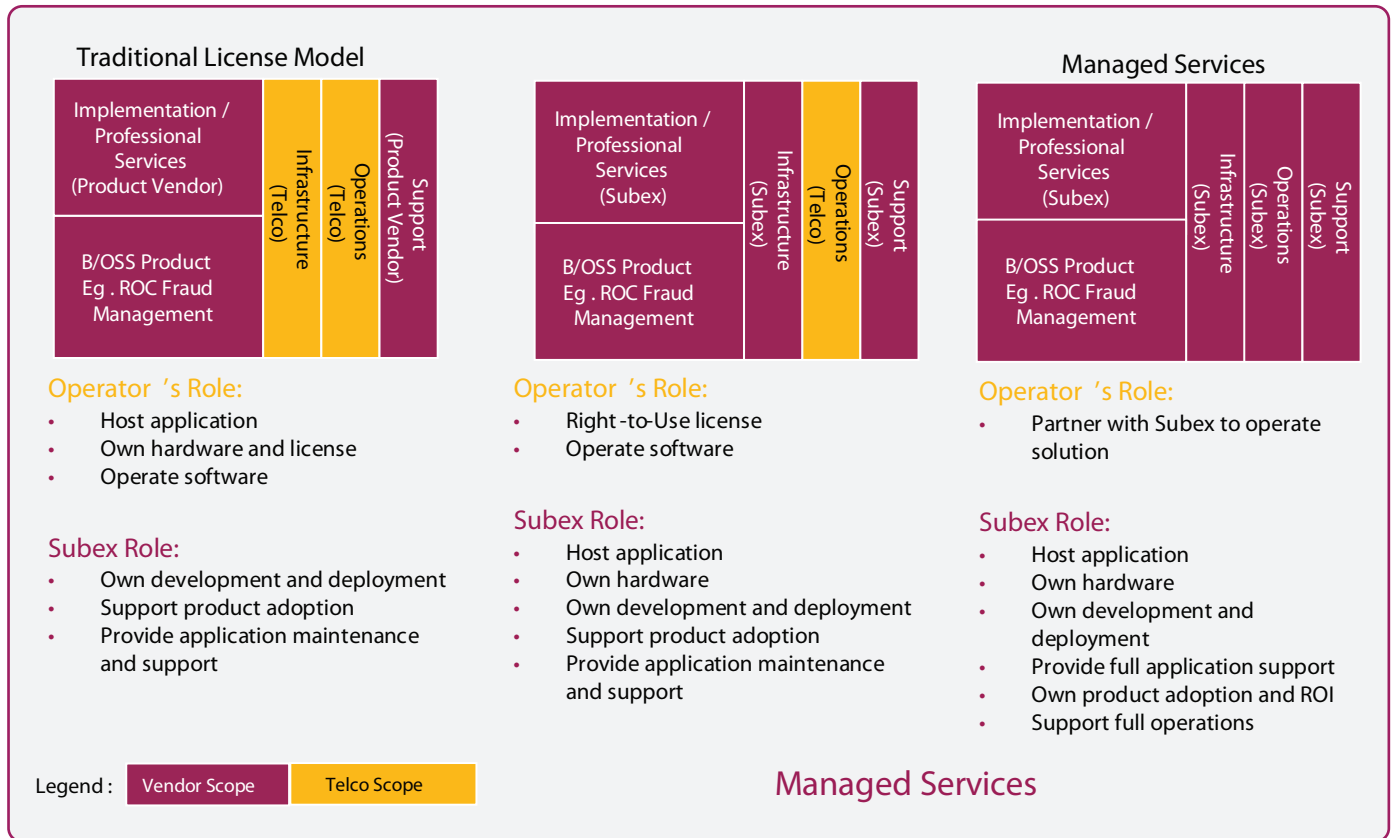 Traditional License Model
Implementation /
Professional
Services
(Product Vendor)
B/OSS Product
Eg . ROC Fraud
Management
Infrastructure
(Telco)
Operations
(Telco)
Support
(Product Vendor)
Operator 's Role:
• Host application
• Own hardware and license
• Operate software
Subex Role:
• Own development and deployment
• Support product adoption
• Provide application maintenance
and support
Implementation /
Professional
Services
(Subex)
B/OSS Product
Eg . ROC Fraud
Management
Infrastructure
(Subex)
Operations
(Telco)
Support
(Subex)
Operator 's Role:
• Right -to-Use license
• Operate software
Subex Role:
• Host application
• Own hardware
• Own development and deployment
• Support product adoption
• Provide application maintenance
and support
Managed Services
Implementation /
Professional
Services
(Subex)
B/OSS Product
Eg . ROC Fraud
Management
Infrastructure
(Subex)
Operations
(Subex)
Support
(Subex)
Operator 's Role:
• Partner with Subex to operate
solution
Subex Role:
• Host application
• Own hardware
• Own development and
deployment
• Provide full application support
• Own product adoption and ROI
• Support full operations
Legend : Vendor Scope Telco Scope
Managed Services